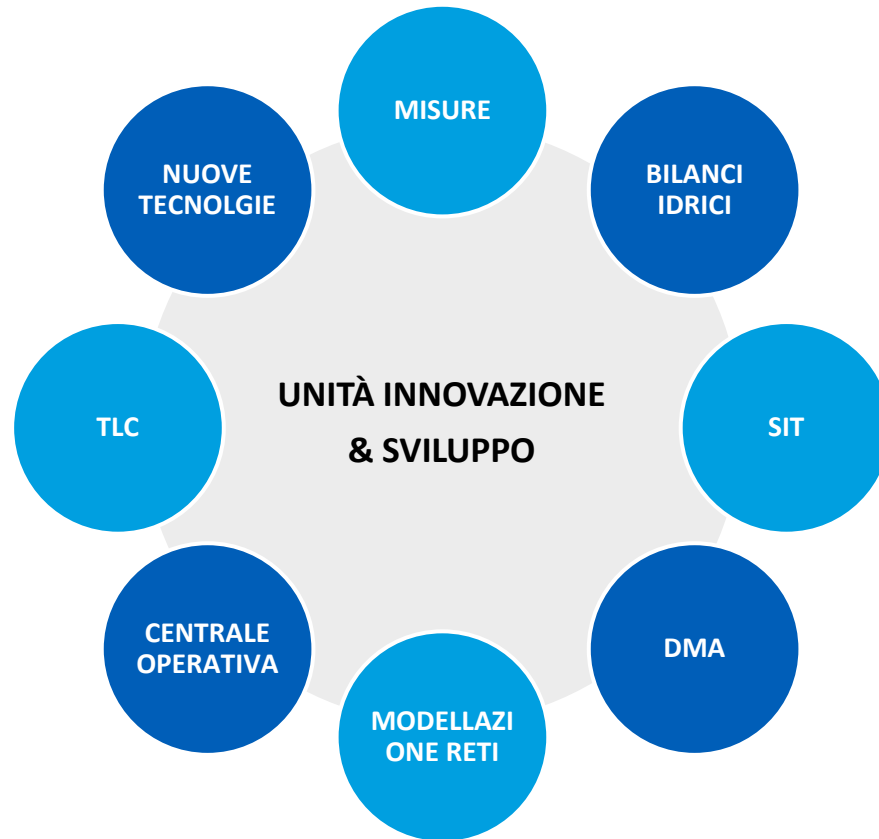 MISURE
NUOVE
TECNOLGIE
BILANCI
IDRICI
UNITÀ INNOVAZIONE
& SVILUPPO
TLC
SIT
CENTRALE
OPERATIVA
DMA
MODELLAZI
ONE RETI